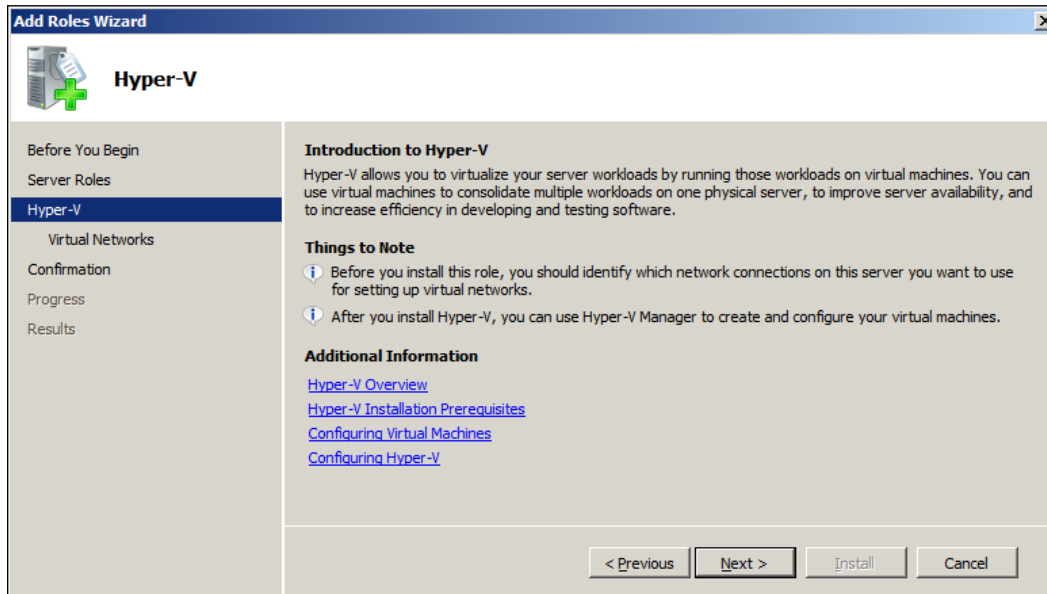 Add Roles Wizard
Hyper-V
Before You Begin
Server Roles
Hyper-V
Virtual Networks
Confirmation
Progress
Results
Introduction to Hyper-V
Hyper-V allows you to virtualize your server workloads by running those workloads on virtual machines. You can
use virtual machines to consolidate multiple workloads on one physical server, to improve server availability, and
to increase efficiency in developing and testing software.
Things to Note
Before you install this role, you should identify which network connections on this server you want to use
for setting up virtual networks.
After you install Hyper-V, you can use Hyper-V Manager to create and configure your virtual machines.
Additional Information
Hyper-V Overview
Hyper-V Installation Prerequisites
Configuring Virtual Machines
Configuring Hyper-V
< Previous Next > Install Cancel